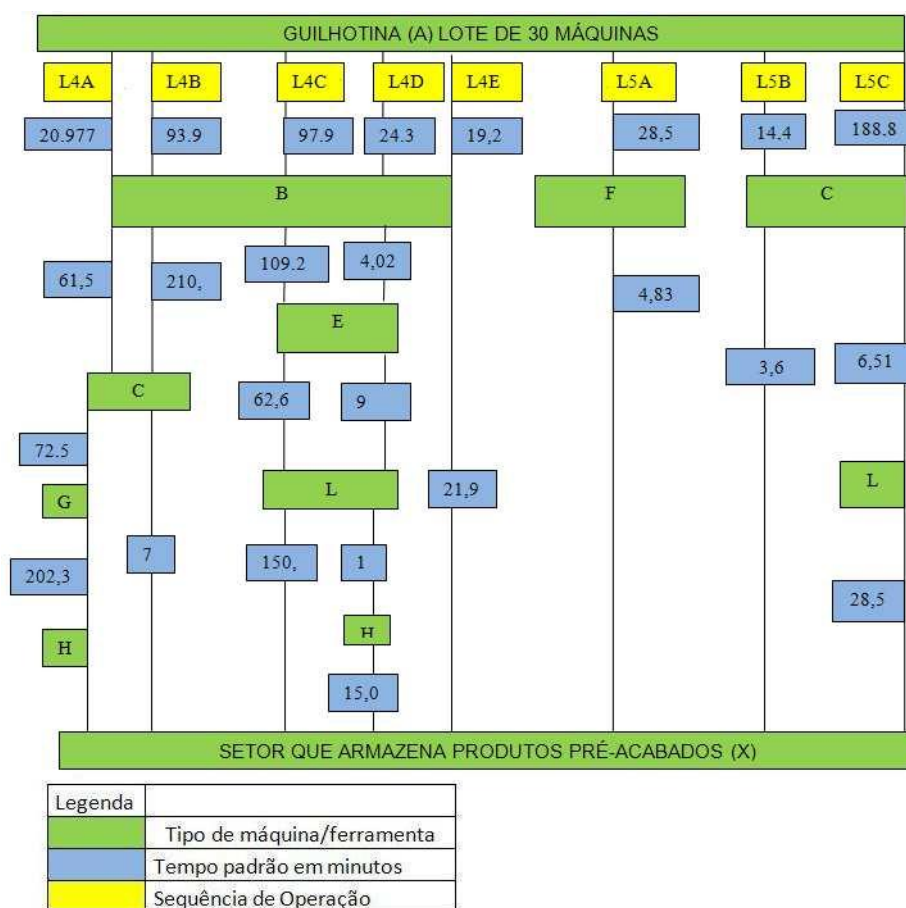 GUILHOTINA (A) LOTE DE 30 MÁQUINAS
L4A L4B L4C L4D L4E L5A L5B L5C
20.977 93.9 97.9 24.3 19,2 28,5 14.4 188.8
B F C
61,5 210, 109.2 4,02 4,83
E
3,6 6,51
C 62,6 9
72.5
G L 21,9 L
202,3 7 150, 1 28,5
H H
15,0
SETOR QUE ARMAZENA PRODUTOS PRÉ-ACABADOS (X)
Legenda
Tipo de máquina/ferramenta
Tempo padrão em minutos
Sequência de Operação